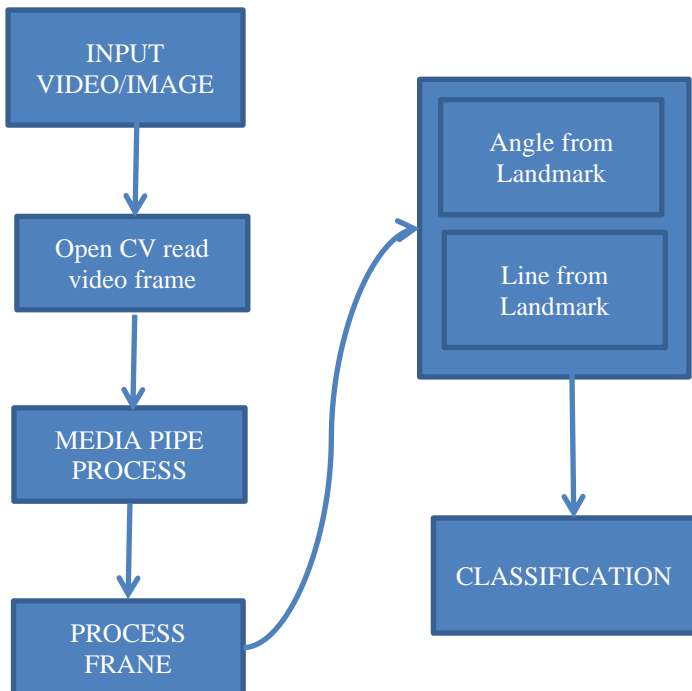 INPUT
VIDEO/IMAGE
Open CV read
video frame
MEDIA PIPE
PROCESS
PROCESS
FRANE
Angle from
Landmark
Line from
Landmark
CLASSIFICATION